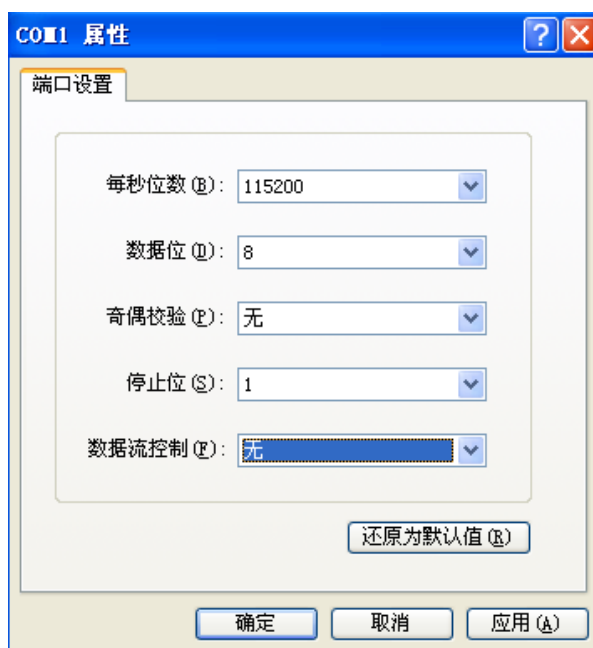 COM1 属性
端口设置
每秒位数(B): 115200
数据位(D): 8
奇偶校验(P): 无
停止位(S): 1
数据流控制(F): 无
还原为默认值(R)
确定 取消 应用(A)